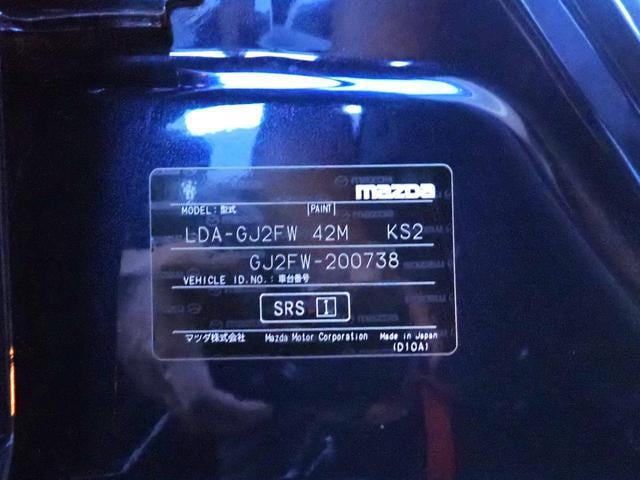 mazda
MODEL：型式 [PAINT]
LDA-GJ2FW 42M KS2
GJ2FW-200738
VEHICLE ID.NO.：車台番号
SRS 1
マツダ株式会社 Mazda Motor Corporation Made in Japan
(D10A)